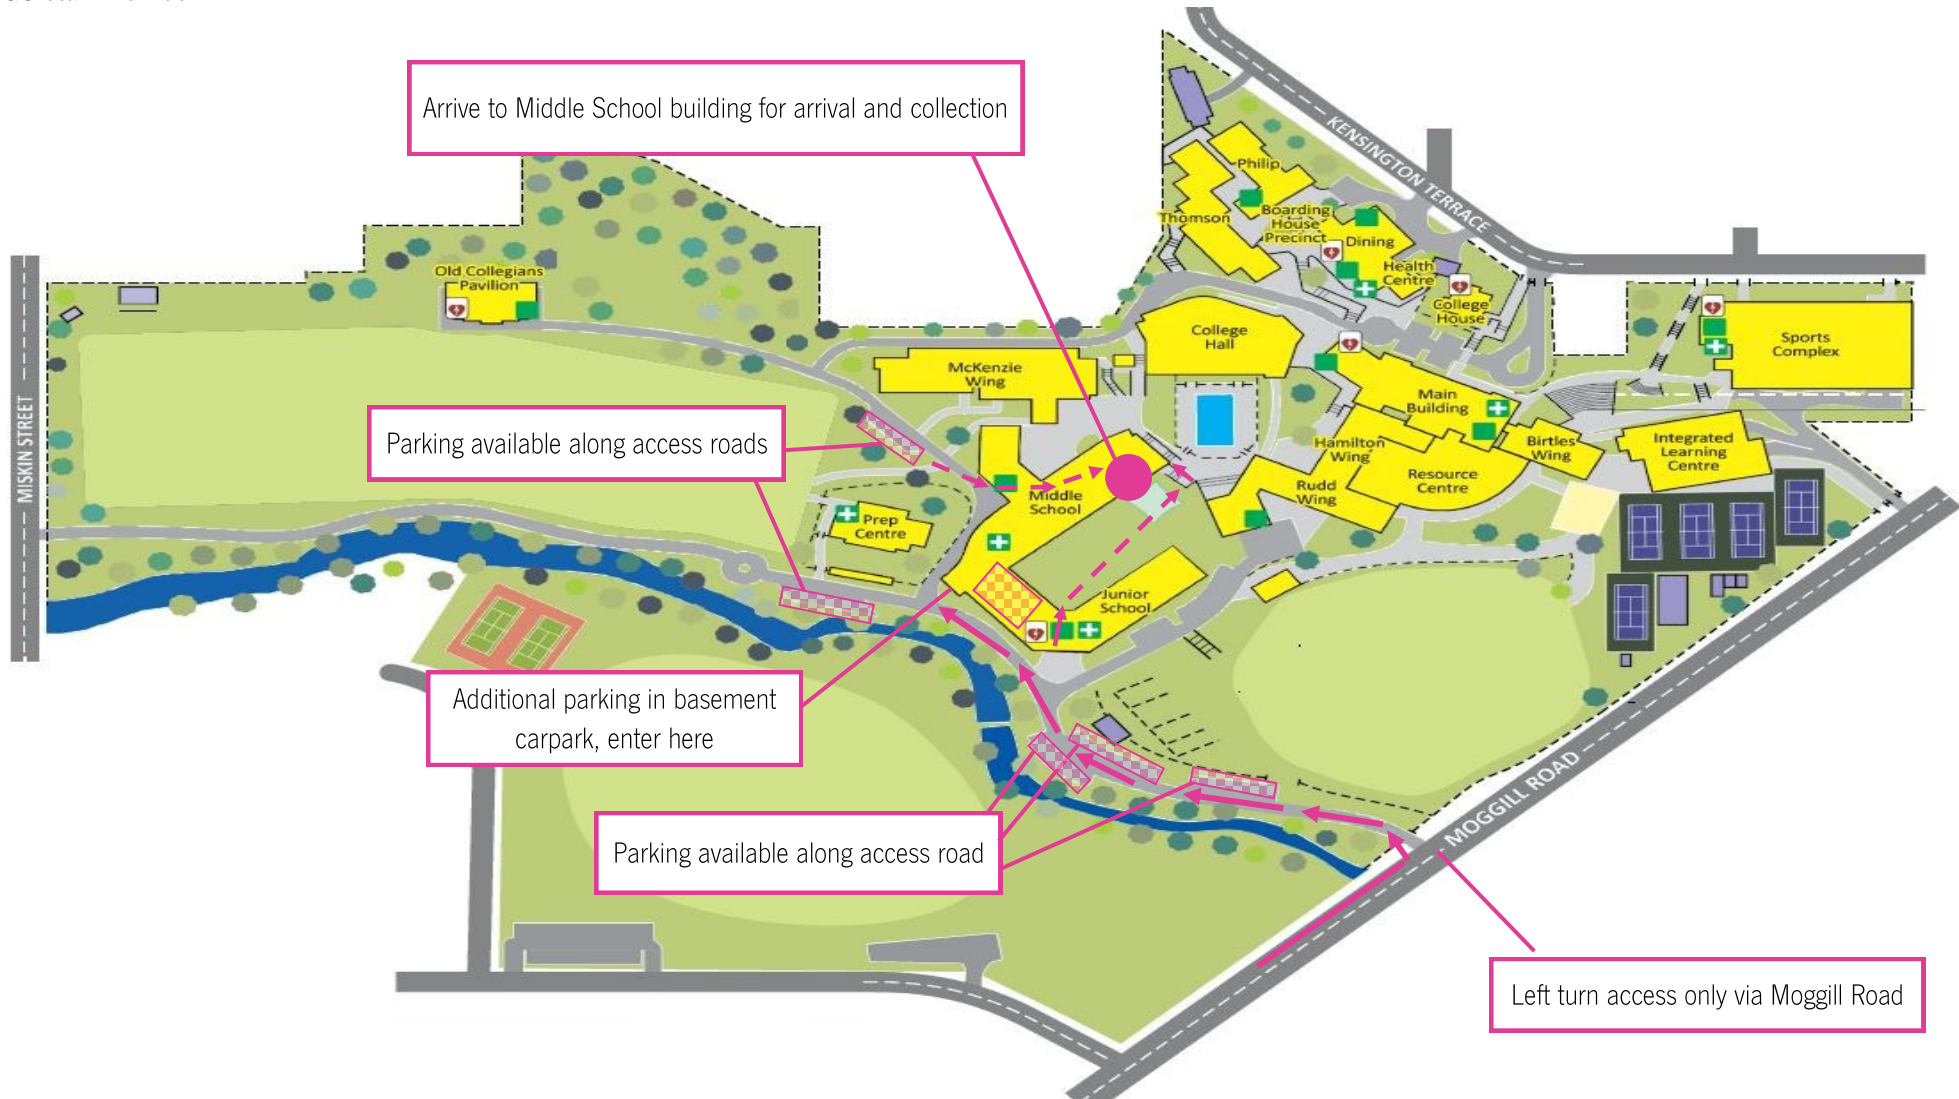 Arrive to Middle School building for arrival and collection
KENSINGTON TERRACE
Philip
Thomson
Boarding
House
Precinct
Dining
Health
Centre
College
House
Old Collegians
Pavilion
College
Hall
Sports
Complex
McKenzie
Wing
Main
Building
MISKIN STREET
Parking available along access roads
Hamilton
Wing
Birtles
Wing
Integrated
Learning
Centre
Resource
Centre
Rudd
Wing
Middle
School
Prep
Centre
Junior
School
Additional parking in basement
carpark, enter here
MOGGILL ROAD
Parking available along access road
Left turn access only via Moggill Road